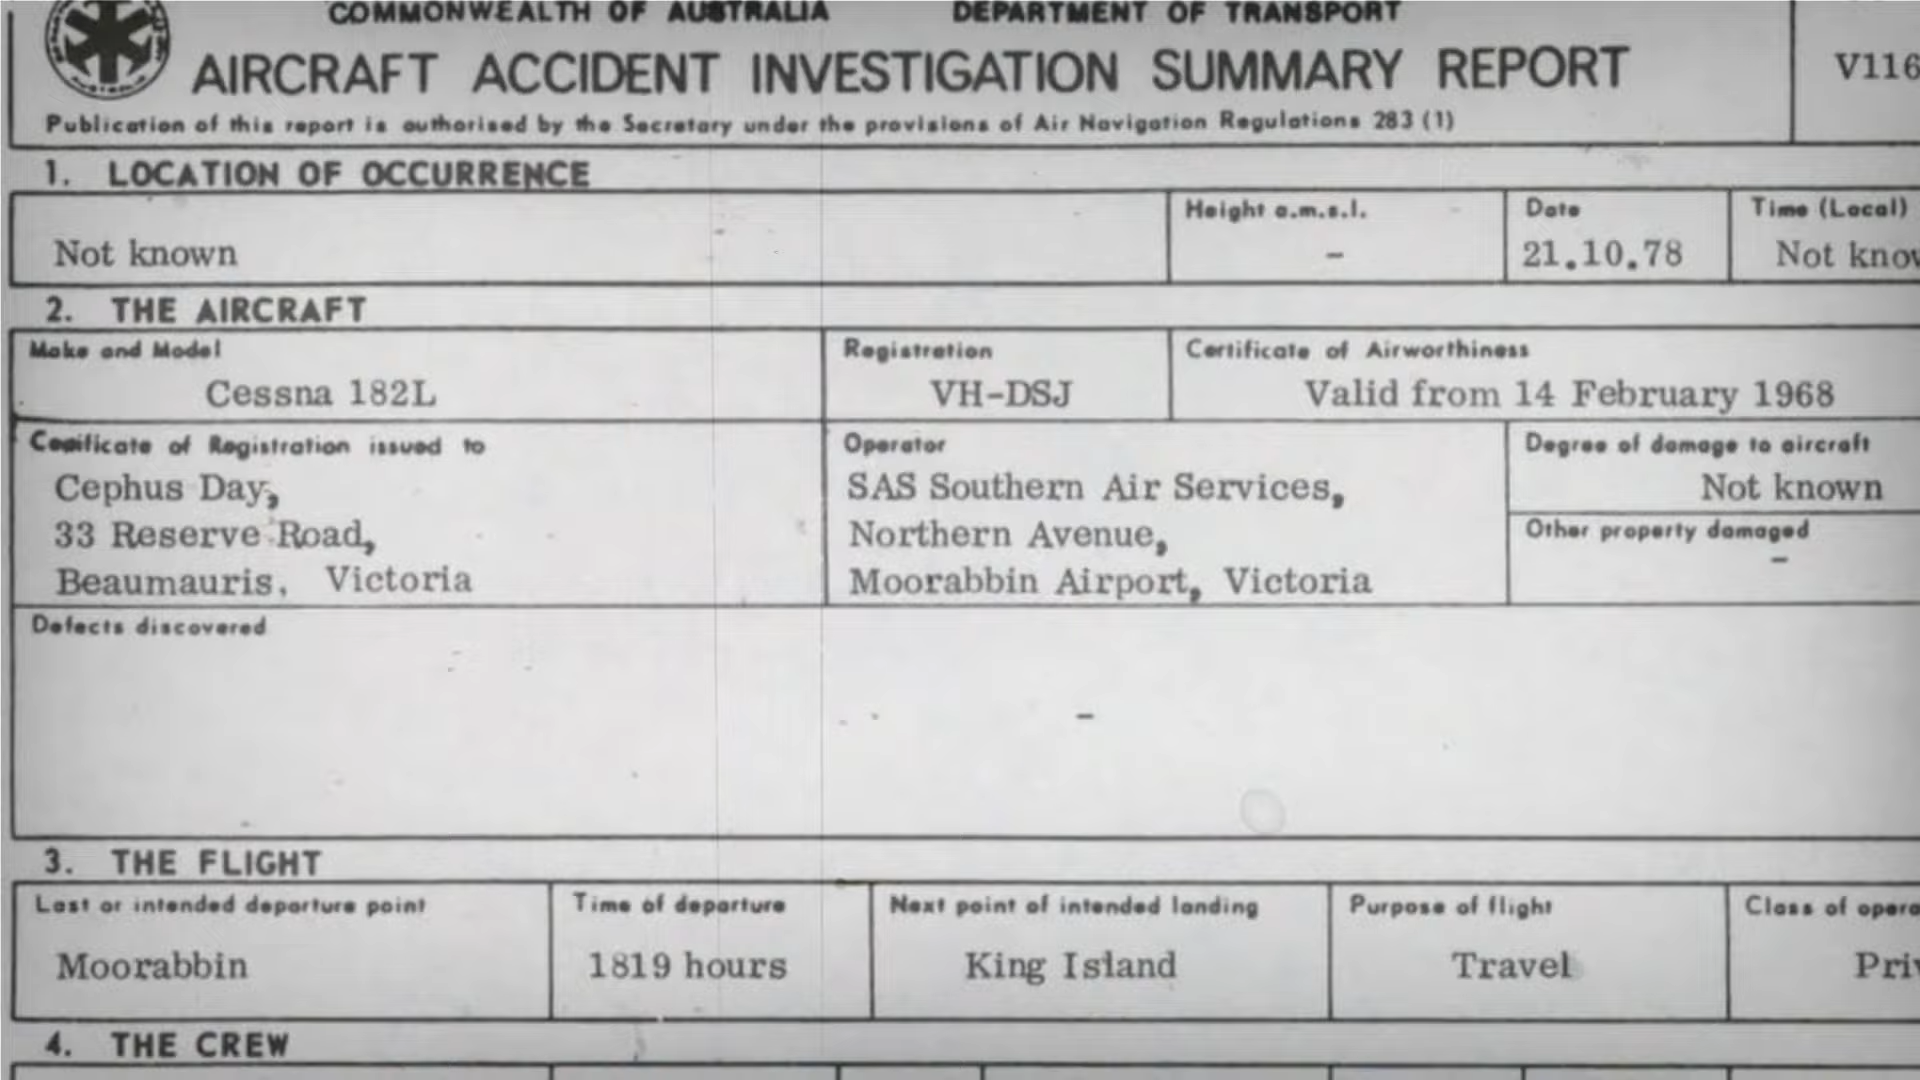 COMMONWEALTH OF AUSTRALIA DEPARTMENT OF TRANSPORT
AIRCRAFT ACCIDENT INVESTIGATION SUMMARY REPORT
V116
Publication of this report is authorised by the Secretary under the provisions of Air Navigation Regulations 283 (1)
1. LOCATION OF OCCURRENCE
Height a.m.s.l. Date Time (Local)
Not known - 21.10.78 Not know
2. THE AIRCRAFT
Make and Model Registration Certificate of Airworthiness
Cessna 182L VH-DSJ Valid from 14 February 1968
Certificate of Registration issued to Operator Degree of damage to aircraft
Cephus Day, SAS Southern Air Services, Not known
33 Reserve Road, Northern Avenue, Other property damaged
Beaumauris, Victoria Moorabbin Airport, Victoria -
Defects discovered
-
3. THE FLIGHT
Last or intended departure point Time of departure Next point of intended landing Purpose of flight Class of opera
Moorabbin 1819 hours King Island Travel Priv
4. THE CREW